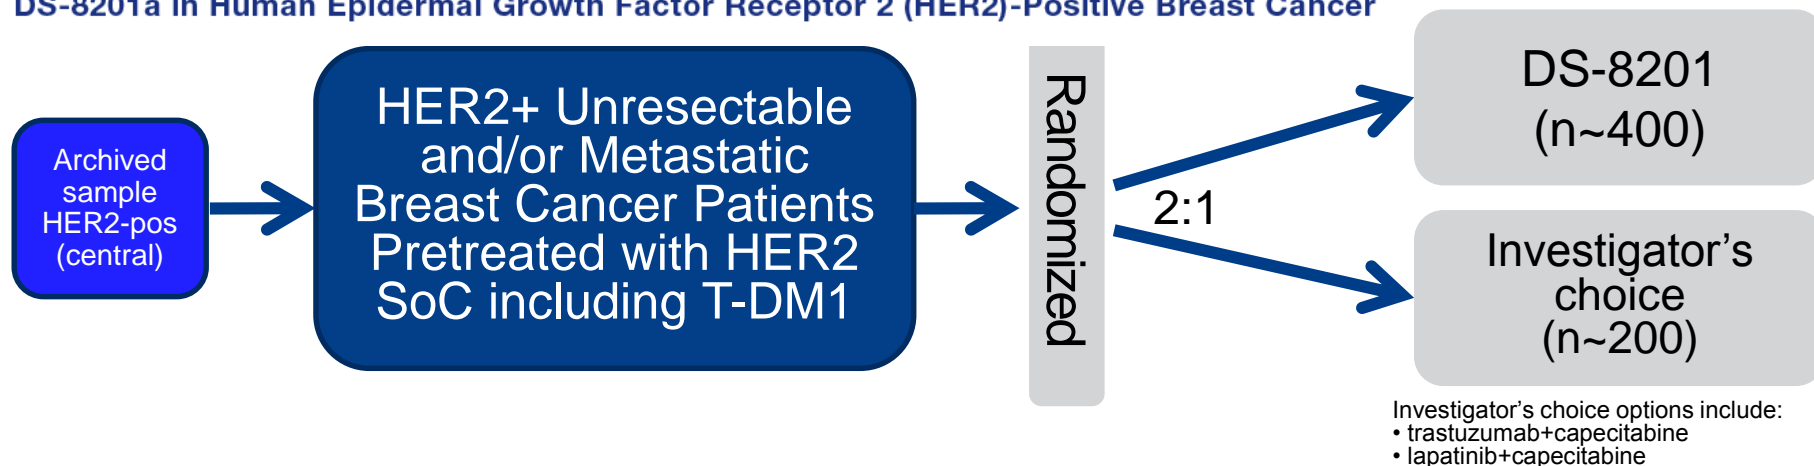 DS-8201a in Human Epidermal Growth Factor Receptor 2 (HER2)-Positive Breast Cancer
Archived
sample
HER2-pos
(central)
HER2+ Unresectable
and/or Metastatic
Breast Cancer Patients
Pretreated with HER2
SoC including T-DM1
Randomized
2:1
DS-8201
(n~400)
Investigator’s
choice
(n~200)
Investigator’s choice options include:
• trastuzumab+capecitabine
• lapatinib+capecitabine